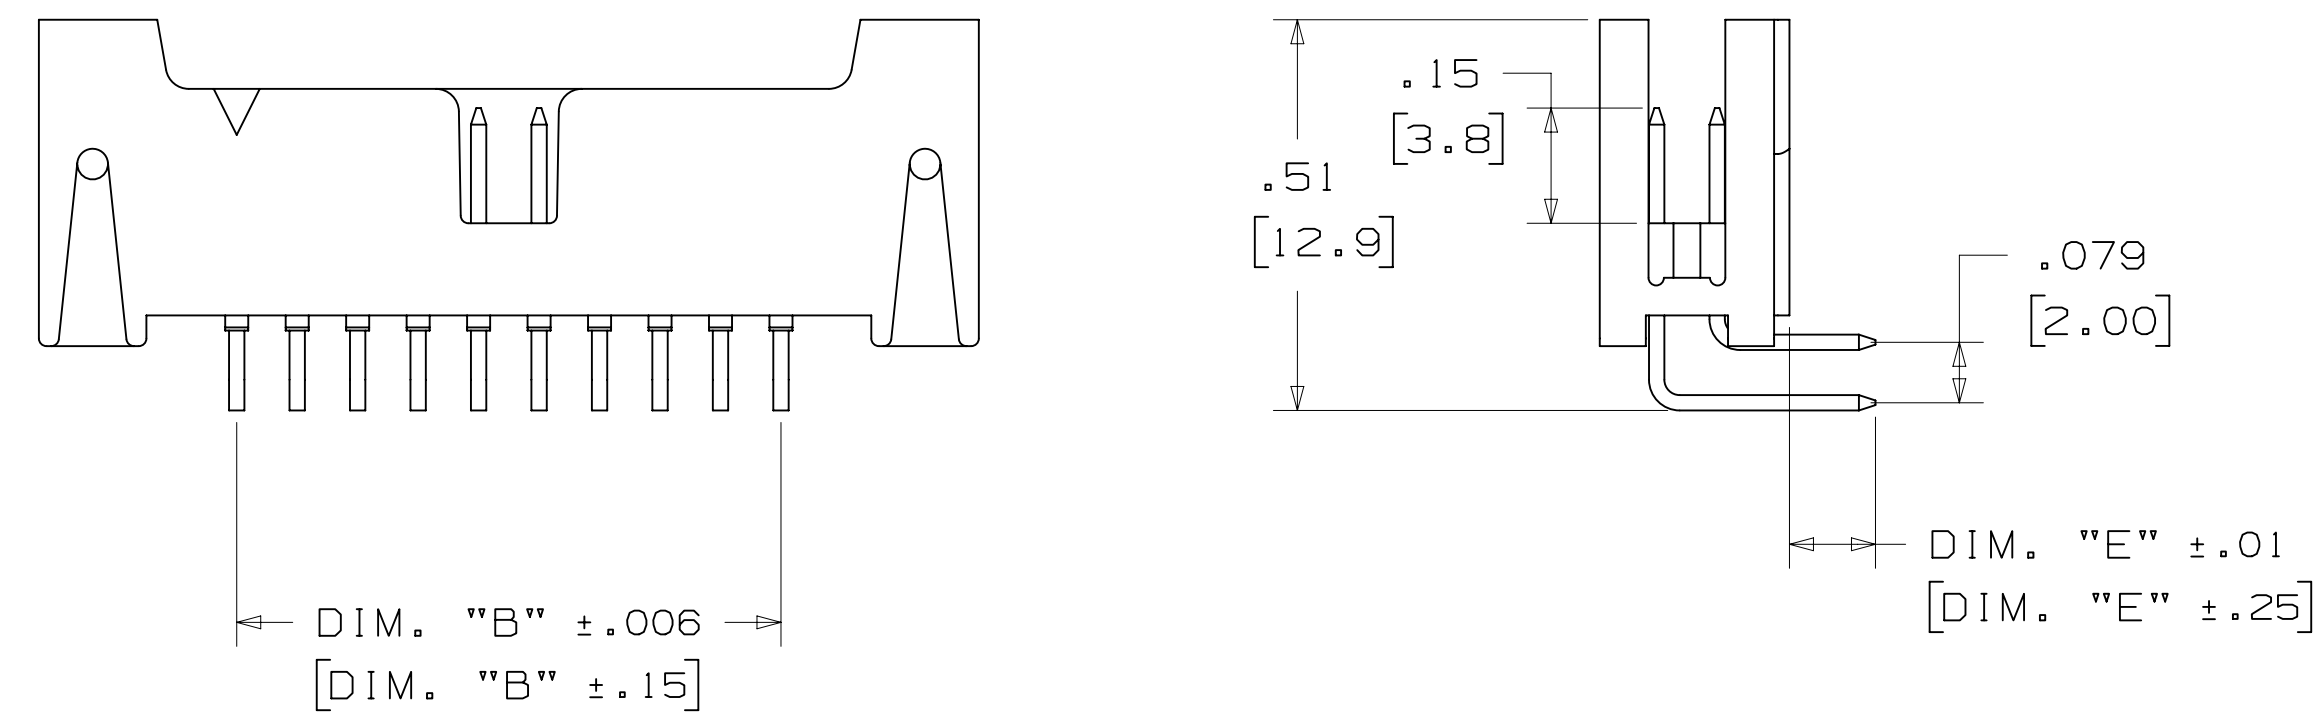 .15
[3.8]
.51
[12.9]
.079
[2.00]
DIM. "E" ±.01
[DIM. "E" ±.25]
DIM. "B" ±.006
[DIM. "B" ±.15]